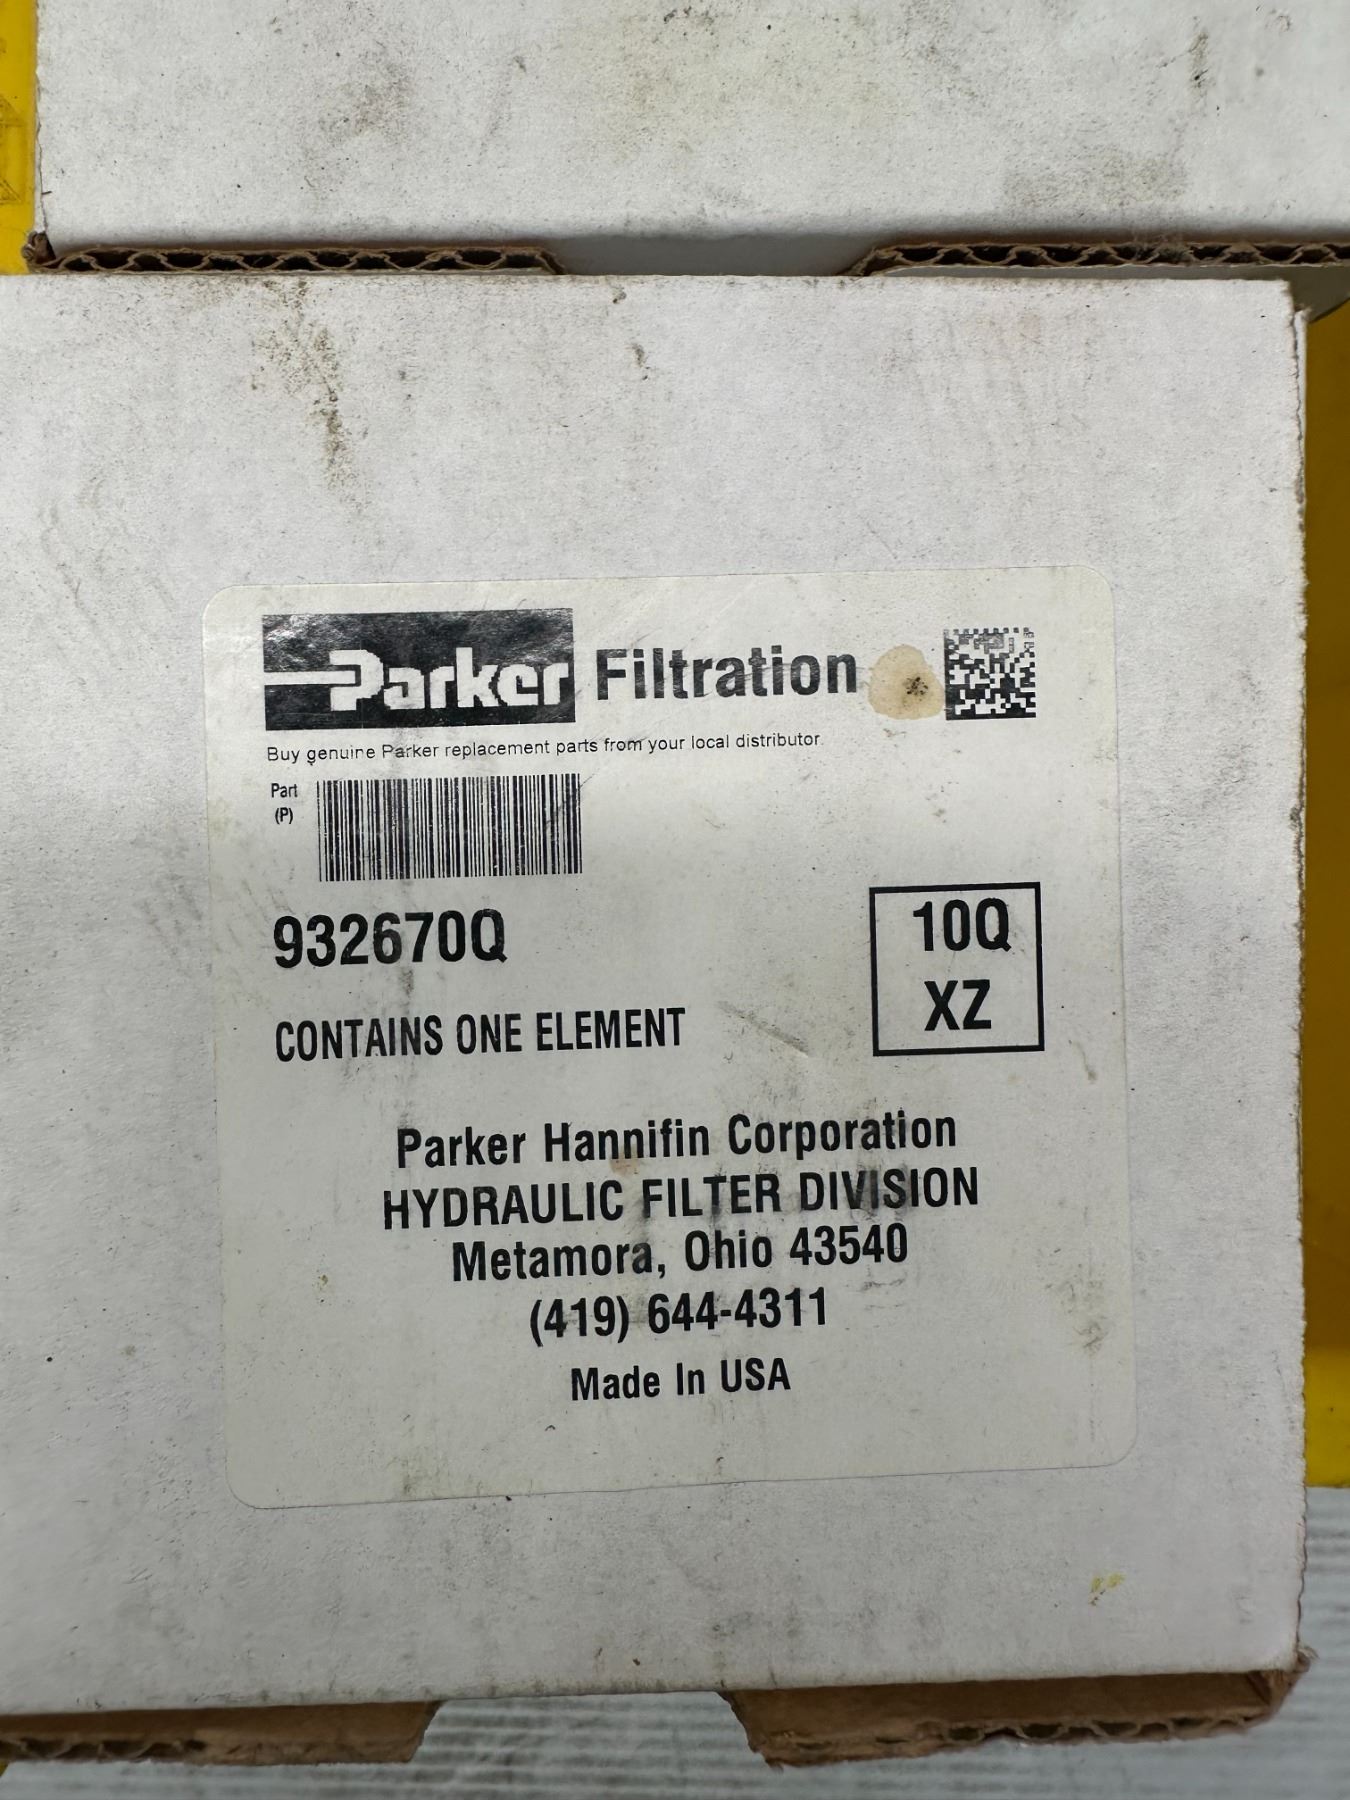 Parker Filtration
Buy genuine Parker replacement parts from your local distributor.
Part
(P)
932670Q
10Q
XZ
CONTAINS ONE ELEMENT
Parker Hannifin Corporation
HYDRAULIC FILTER DIVISION
Metamora, Ohio 43540
(419) 644-4311
Made In USA